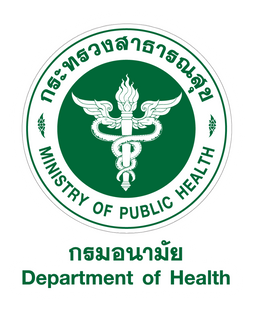 กระทรวงสาธารณสุข
MINISTRY OF PUBLIC HEALTH
กรมอนามัย
Department of Health